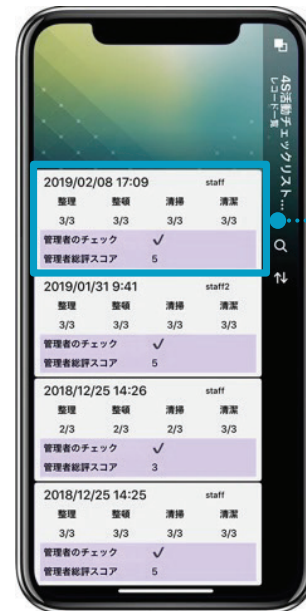 4S活動チェックリスト...
レコード一覧
2019/02/08 17:09 staff
整理 整頓 清掃 清潔
3/3 3/3 3/3 3/3
管理者のチェック ✓
管理者総評スコア 5
2019/01/31 9:41 staff2
整理 整頓 清掃 清潔
3/3 3/3 3/3 3/3
管理者のチェック ✓
管理者総評スコア 5
2018/12/25 14:26 staff
整理 整頓 清掃 清潔
2/3 2/3 2/3 3/3
管理者のチェック ✓
管理者総評スコア 3
2018/12/25 14:25 staff
整理 整頓 清掃 清潔
3/3 3/3 3/3 3/3
管理者のチェック ✓
管理者総評スコア 5